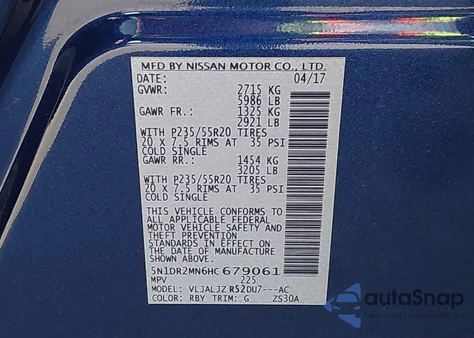 MFD BY NISSAN MOTOR CO., LTD.
DATE: 04/17
GVWR: 2715 KG
5986 LB
GAWR FR.: 1325 KG
2921 LB
WITH P235/55R20 TIRES
20 x 7.5 RIMS AT 35 PSI
COLD SINGLE
GAWR RR.: 1454 KG
3205 LB
WITH P235/55R20 TIRES
20 x 7.5 RIMS AT 35 PSI
COLD SINGLE
THIS VEHICLE CONFORMS TO
ALL APPLICABLE FEDERAL
MOTOR VEHICLE SAFETY
AND THEFT PREVENTION
STANDARDS IN EFFECT ON
THE DATE OF MANUFACTURE
SHOWN ABOVE.
5N1DR2MN6HC679061
MPV 225
MODEL: VLJALJZ R52DU7---AC
COLOR: RBY TRIM: G ZS30A
autoSnap